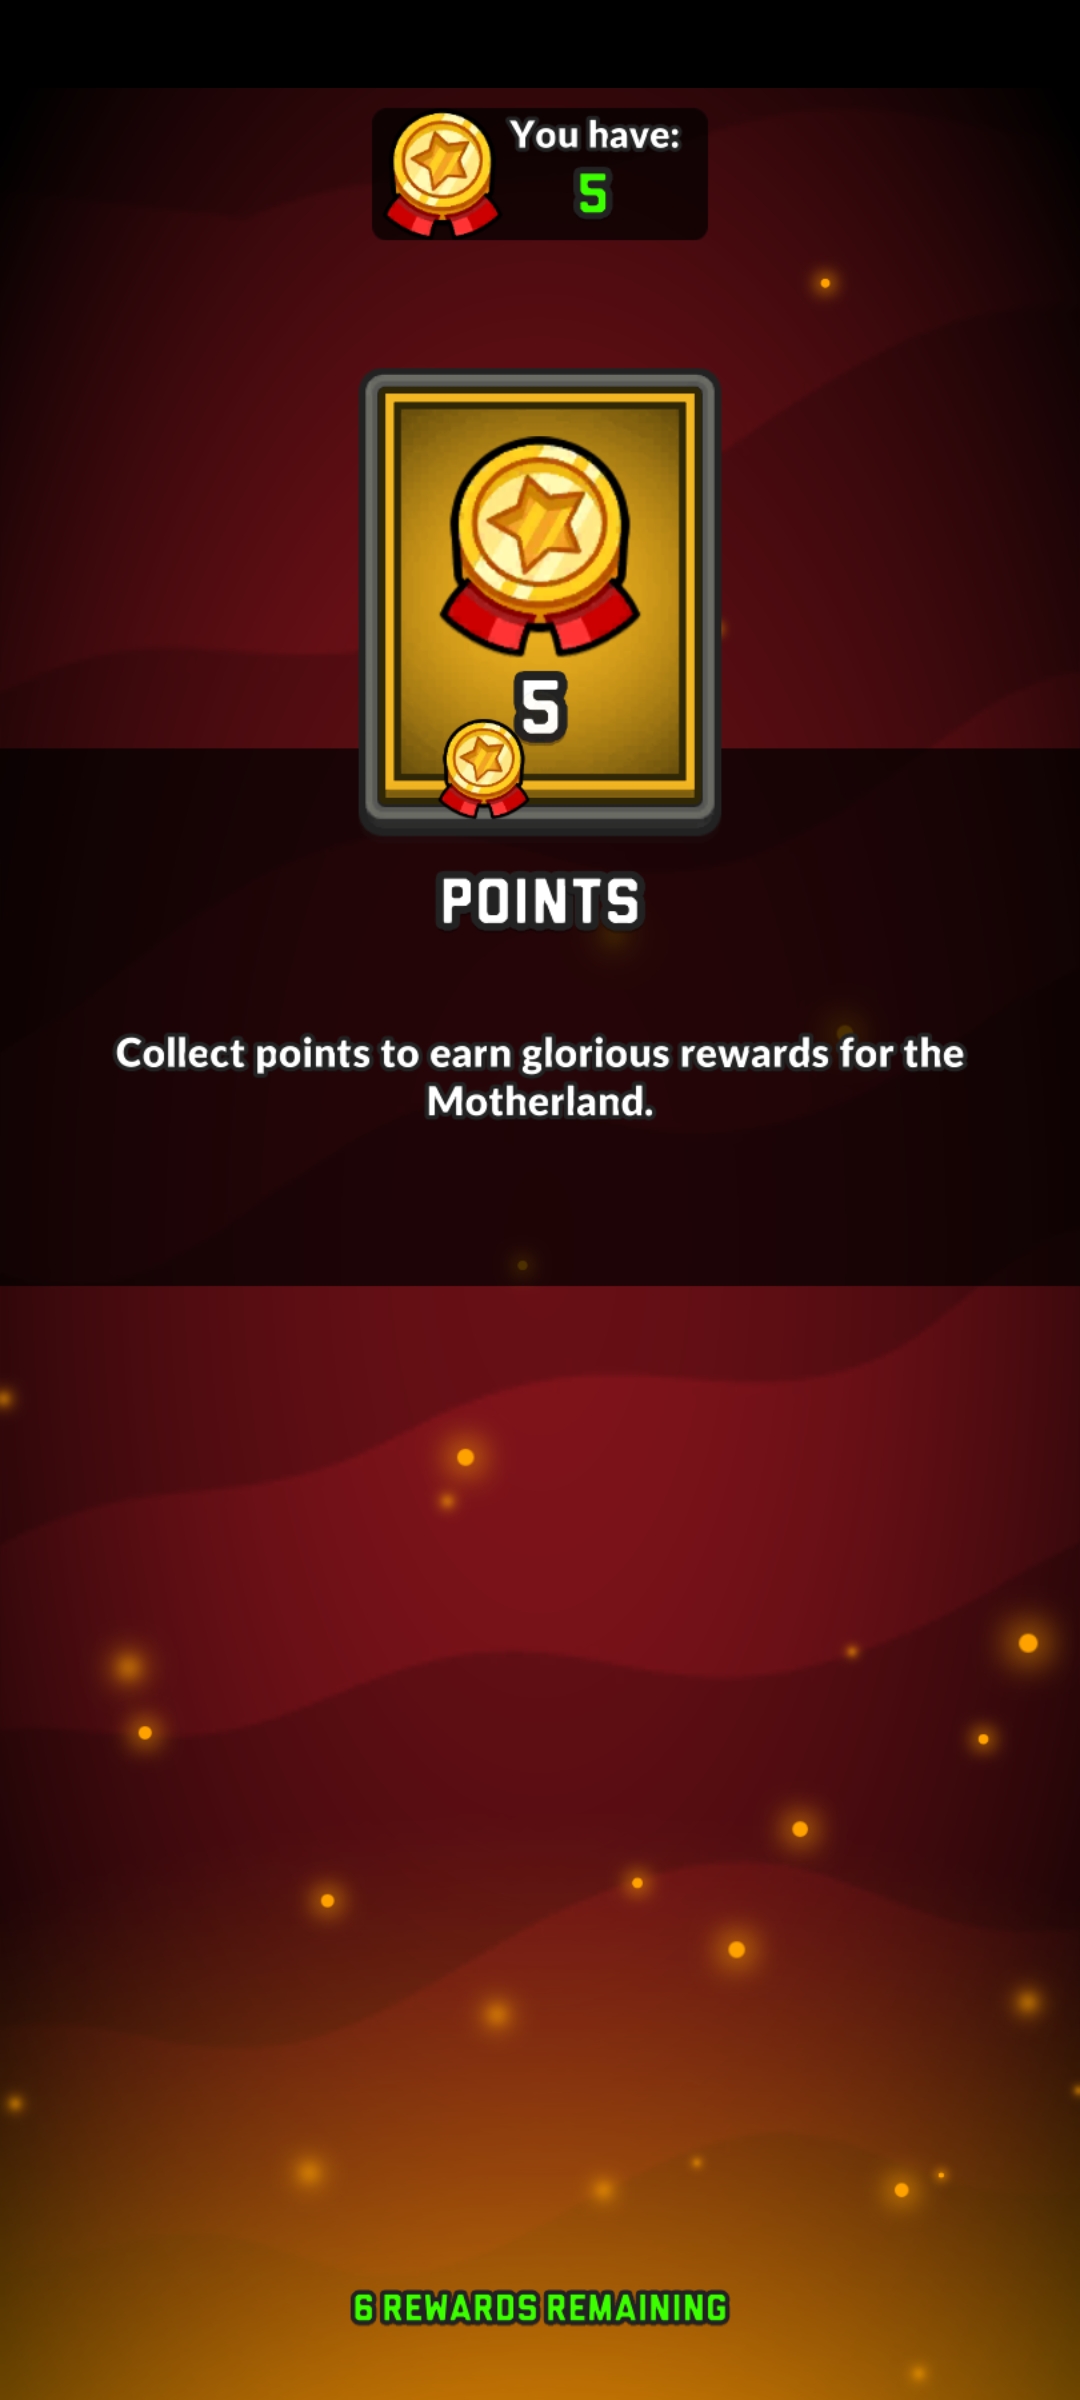 You have:
5
5
POINTS
Collect points to earn glorious rewards for the
Motherland.
6 REWARDS REMAINING